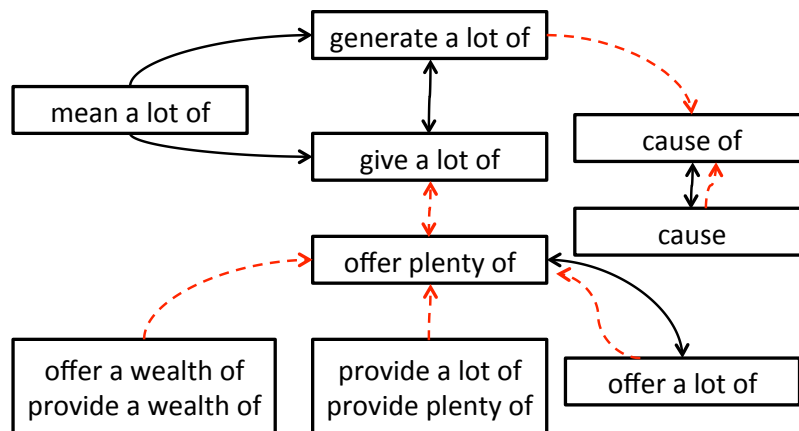 generate a lot of
mean a lot of
give a lot of
cause of
cause
offer plenty of
offer a wealth of
provide a wealth of
provide a lot of
provide plenty of
offer a lot of